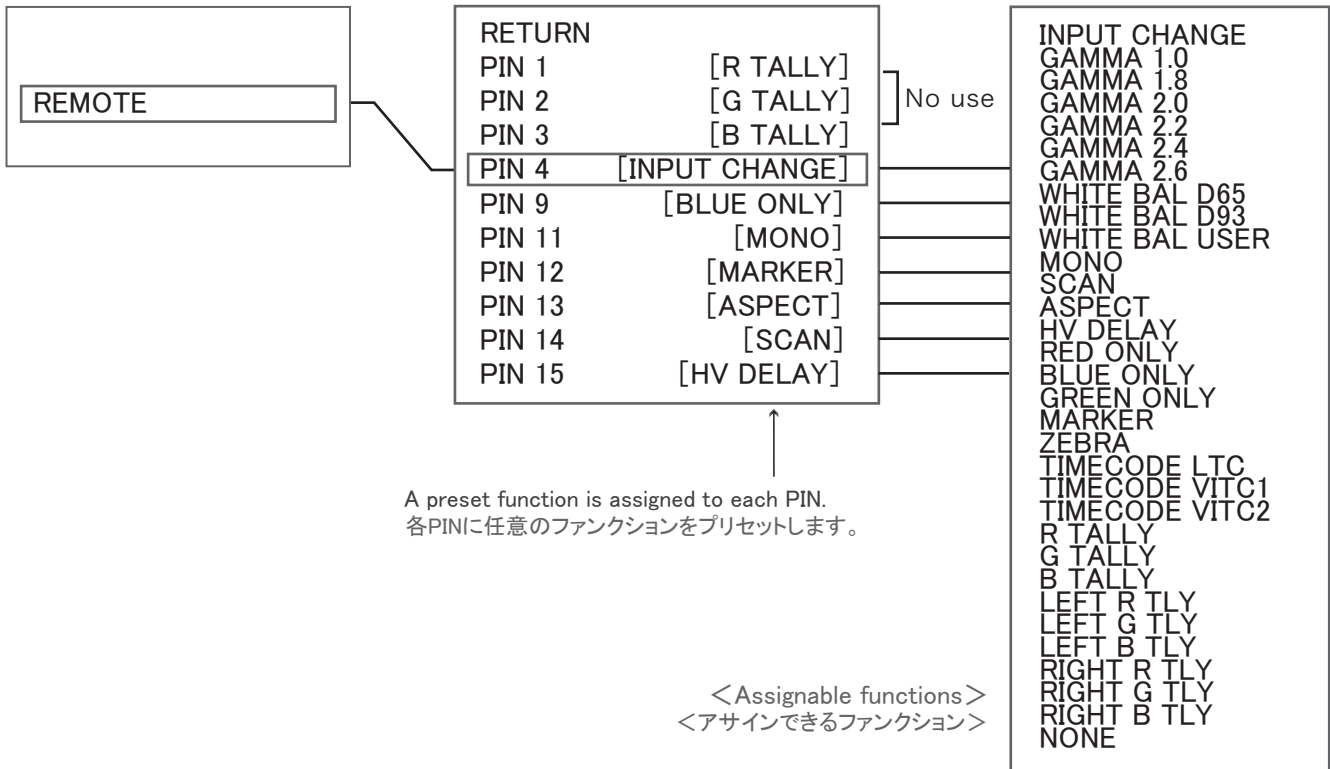 REMOTE
RETURN
PIN 1 [R TALLY]
PIN 2 [G TALLY]
PIN 3 [B TALLY]
No use
PIN 4 [INPUT CHANGE]
PIN 9 [BLUE ONLY]
PIN 11 [MONO]
PIN 12 [MARKER]
PIN 13 [ASPECT]
PIN 14 [SCAN]
PIN 15 [HV DELAY]
A preset function is assigned to each PIN.
各PINに任意のファンクションをプリセットします。
INPUT CHANGE
GAMMA 1.0
GAMMA 1.8
GAMMA 2.0
GAMMA 2.2
GAMMA 2.4
GAMMA 2.6
WHITE BAL D65
WHITE BAL D93
WHITE BAL USER
MONO
SCAN
ASPECT
HV DELAY
RED ONLY
BLUE ONLY
GREEN ONLY
MARKER
ZEBRA
TIMECODE LTC
TIMECODE VITC1
TIMECODE VITC2
R TALLY
G TALLY
B TALLY
LEFT R TLY
LEFT G TLY
LEFT B TLY
RIGHT R TLY
RIGHT G TLY
RIGHT B TLY
NONE
＜Assignable functions＞
＜アサインできるファンクション＞